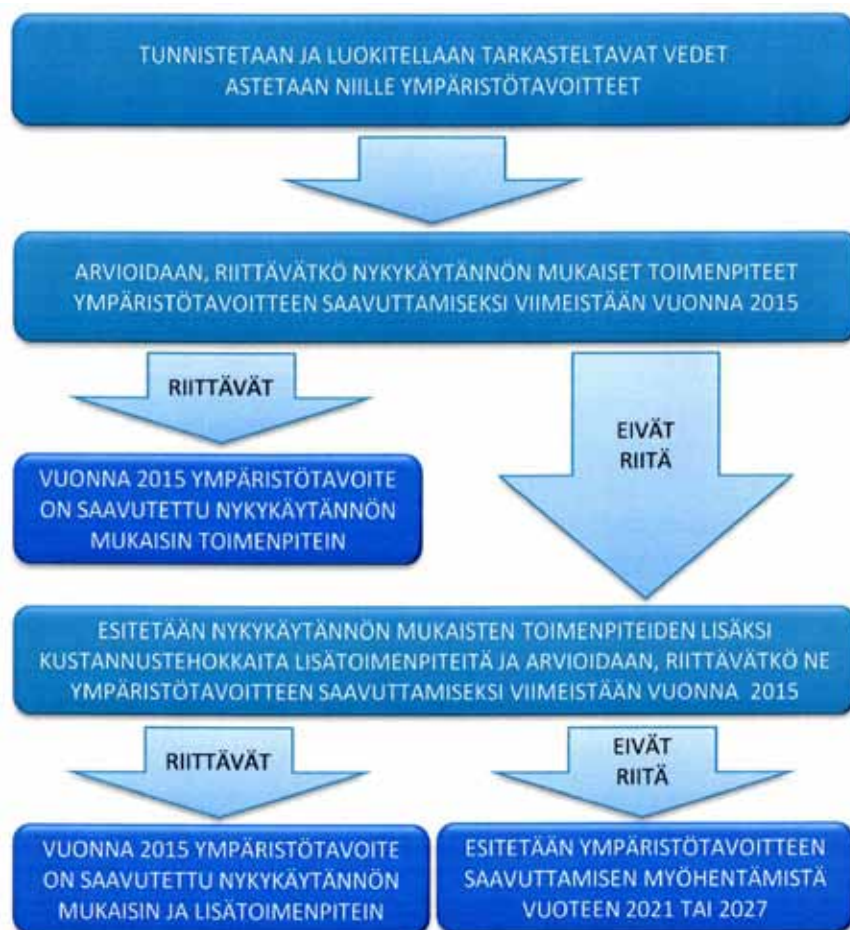 TUNNISTETAAN JA LUOKITELLAAN TARKASTELTAVAT VEDET
ASTETAAN NIILLE YMPÄRISTÖTAVOITTEET
ARVIOIDAAN, RIITTÄVÄTKÖ NYKYKÄYTÄNNÖN MUKAISET TOIMENPITEET
YMPÄRISTÖTAVOITTEEN SAAVUTTAMISEKSI VIIMEISTÄÄN VUONNA 2015
RIITTÄVÄT
EIVÄT
RIITÄ
VUONNA 2015 YMPÄRISTÖTAVOITE
ON SAAVUTETTU NYKYKÄYTÄNNÖN
MUKAISIN TOIMENPITEIN
ESITETÄÄN NYKYKÄYTÄNNÖN MUKAISTEN TOIMENPITEIDEN LISÄKSI
KUSTANNUSTEHOKKAITA LISÄTOIMENPITEITÄ JA ARVIOIDAAN, RIITTÄVÄTKÖ NE
YMPÄRISTÖTAVOITTEEN SAAVUTTAMISEKSI VIIMEISTÄÄN VUONNA 2015
RIITTÄVÄT
EIVÄT
RIITÄ
VUONNA 2015 YMPÄRISTÖTAVOITE
ON SAAVUTETTU NYKYKÄYTÄNNÖN
MUKAISIN JA LISÄTOIMENPITEIN
ESITETÄÄN YMPÄRISTÖTAVOITTEEN
SAAVUTTAMISEN MYÖHENTÄMISTÄ
VUOTEEN 2021 TAI 2027